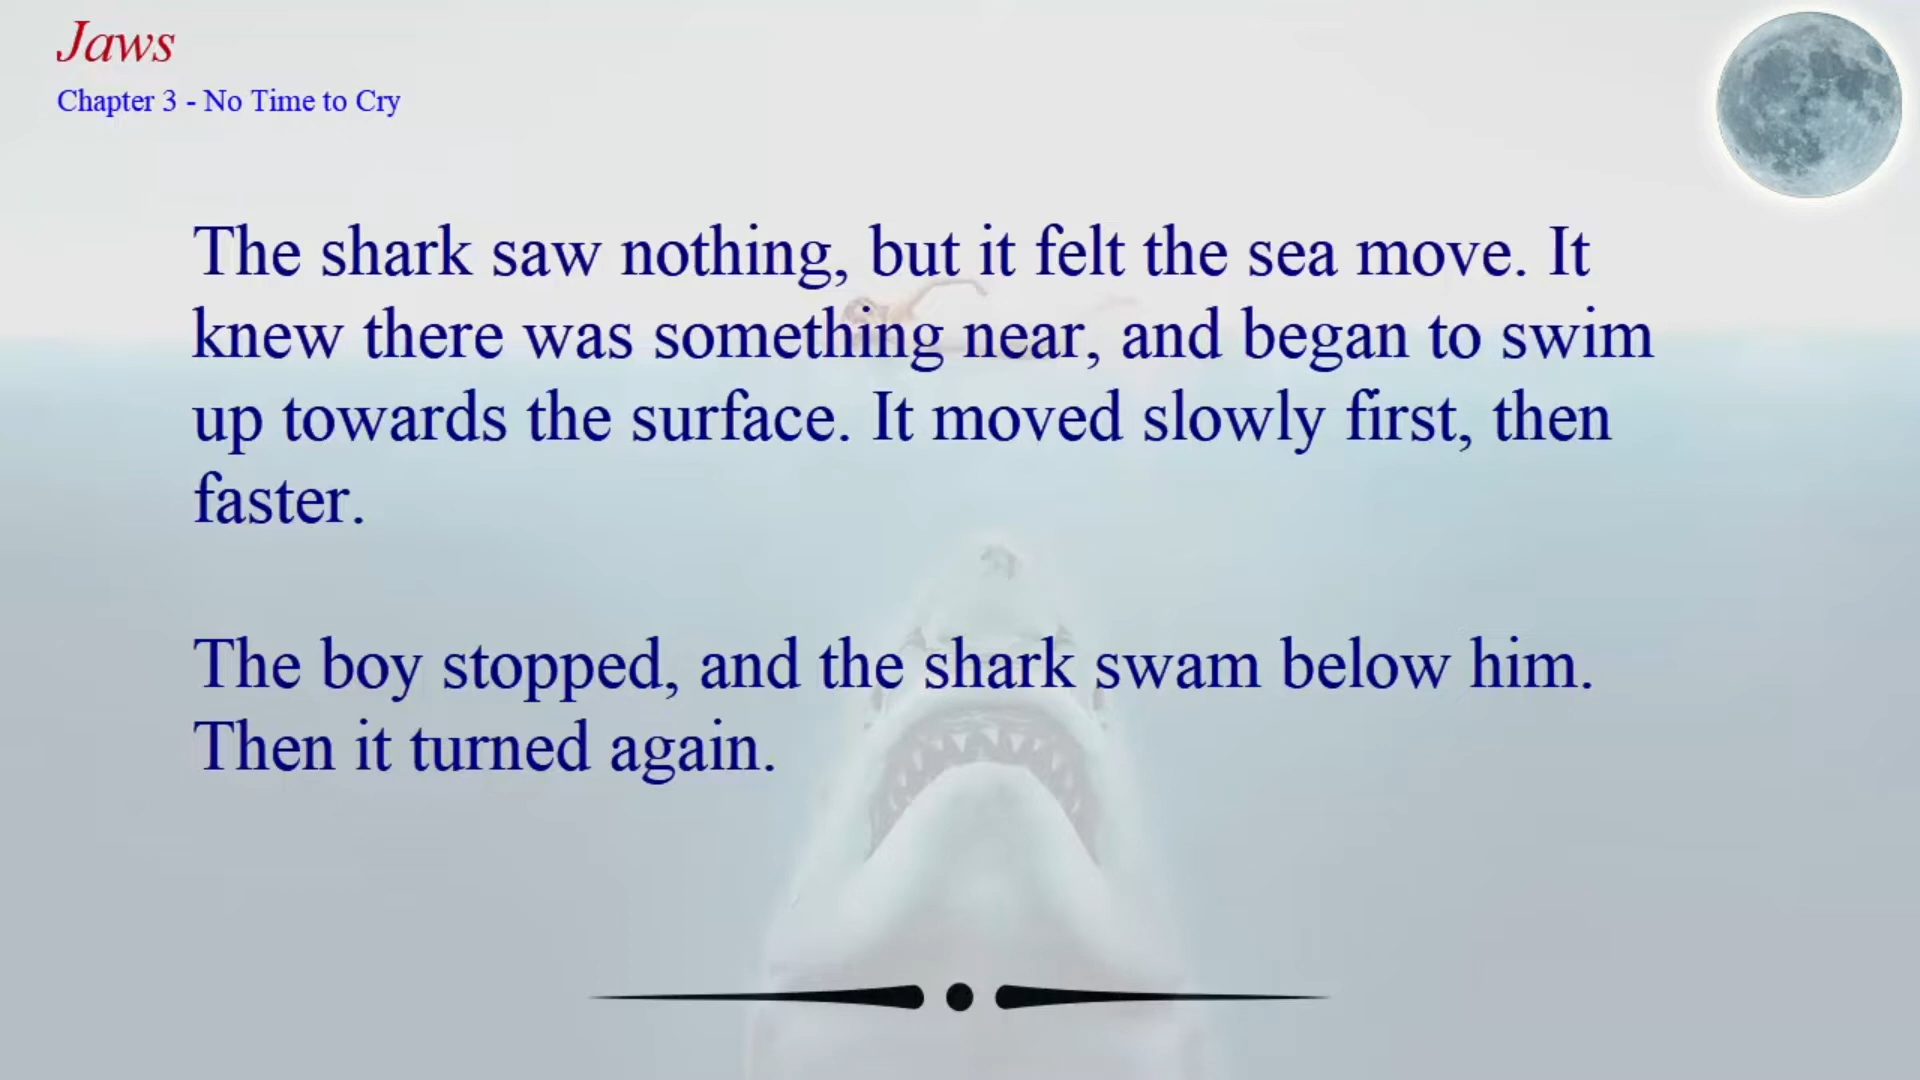 Jaws
Chapter 3 - No Time to Cry
The shark saw nothing, but it felt the sea move. It
knew there was something near, and began to swim
up towards the surface. It moved slowly first, then
faster.
The boy stopped, and the shark swam below him.
Then it turned again.